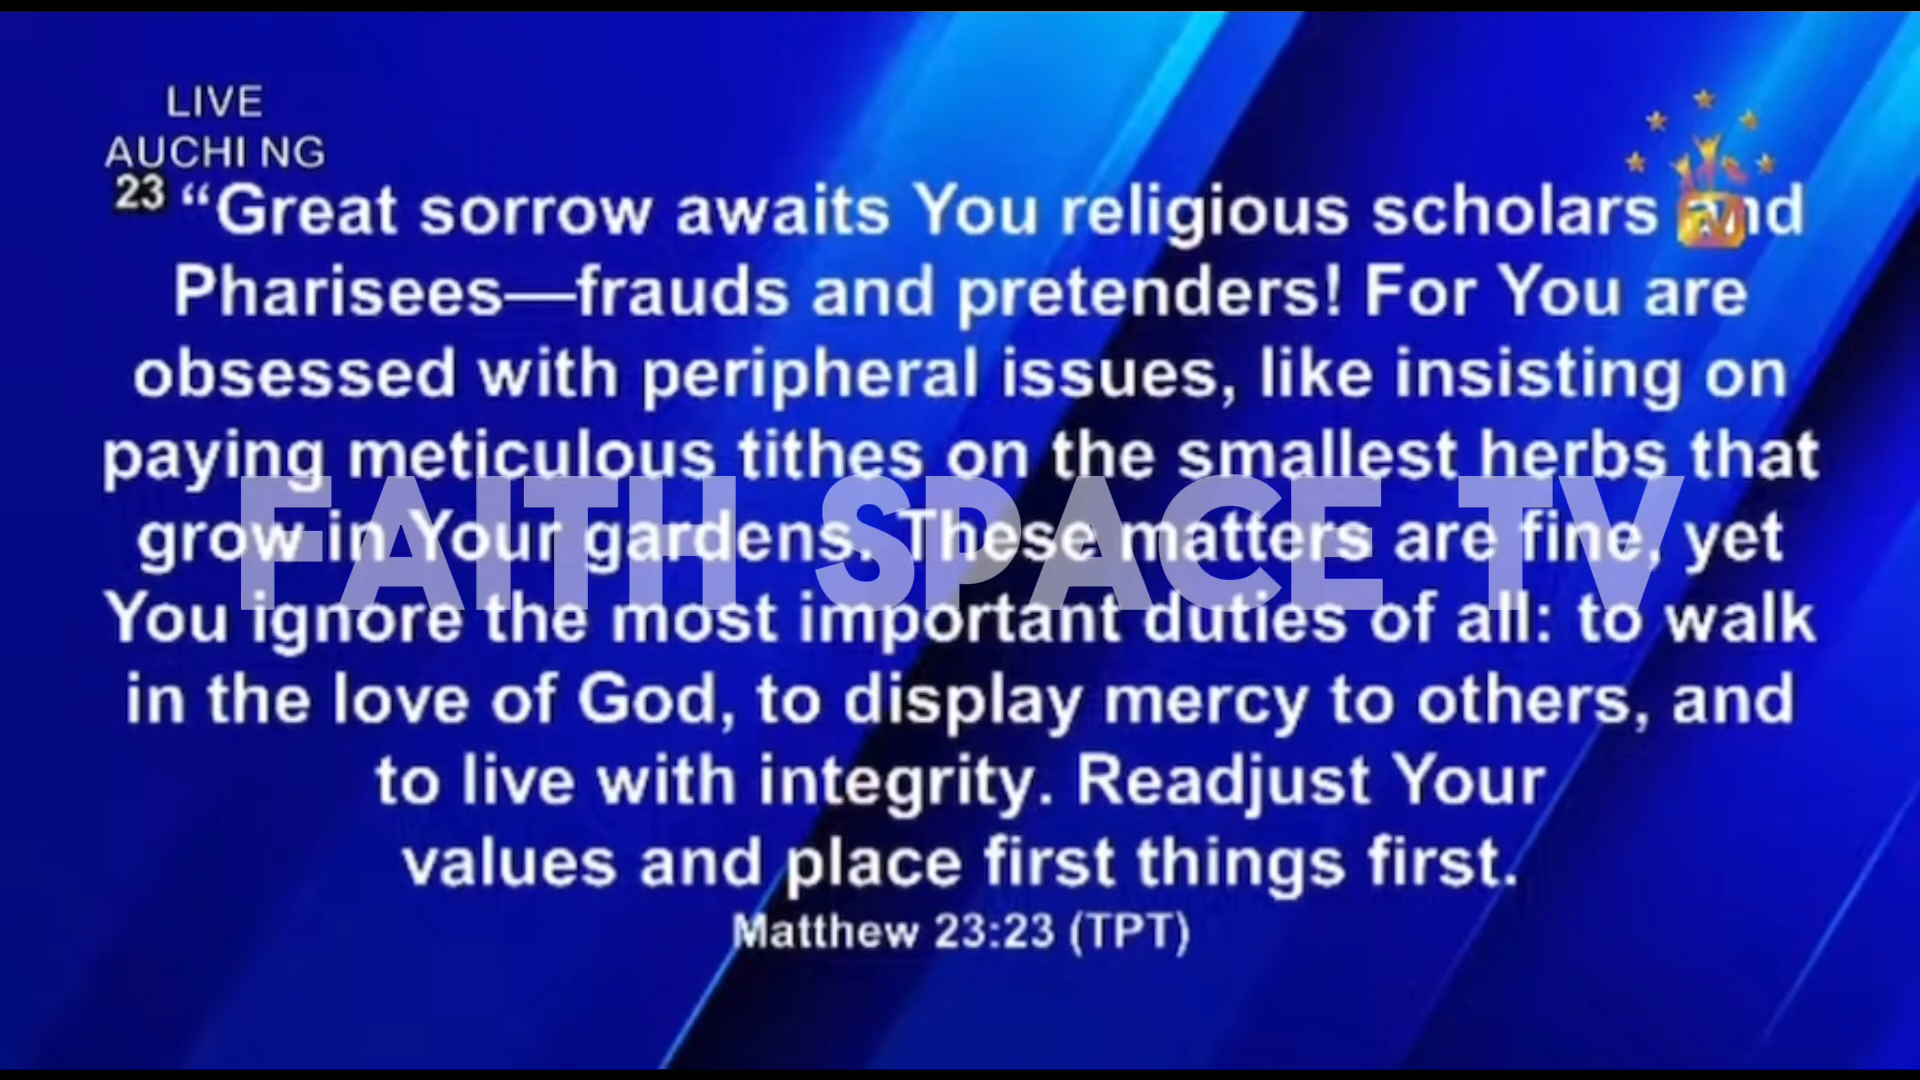 LIVE
AUCHI NG
23 “Great sorrow awaits You religious scholars and
Pharisees—frauds and pretenders! For You are
obsessed with peripheral issues, like insisting on
paying meticulous tithes on the smallest herbs that
grow in Your gardens. These matters are fine, yet
FAITH SPACE TV
You ignore the most important duties of all: to walk
in the love of God, to display mercy to others, and
to live with integrity. Readjust Your
values and place first things first.
Matthew 23:23 (TPT)